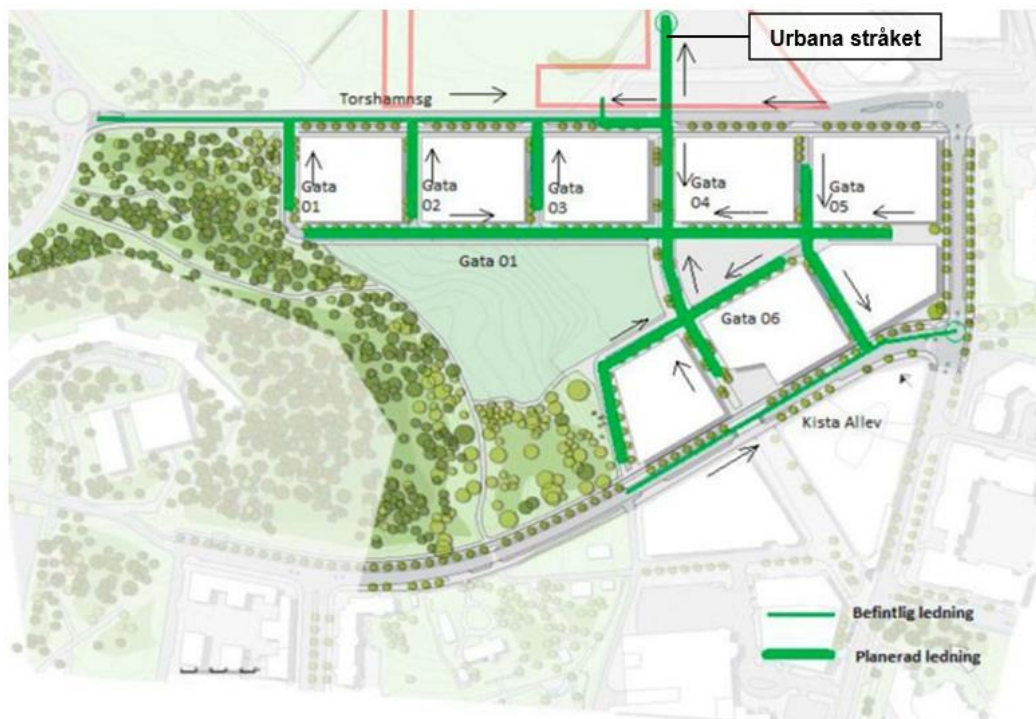 Urbana stråket
Torshamnsg
Gata
01
Gata
02
Gata
03
Gata
04
Gata
05
Gata 01
Gata 06
Kista Allev
Befintlig ledning
Planerad ledning